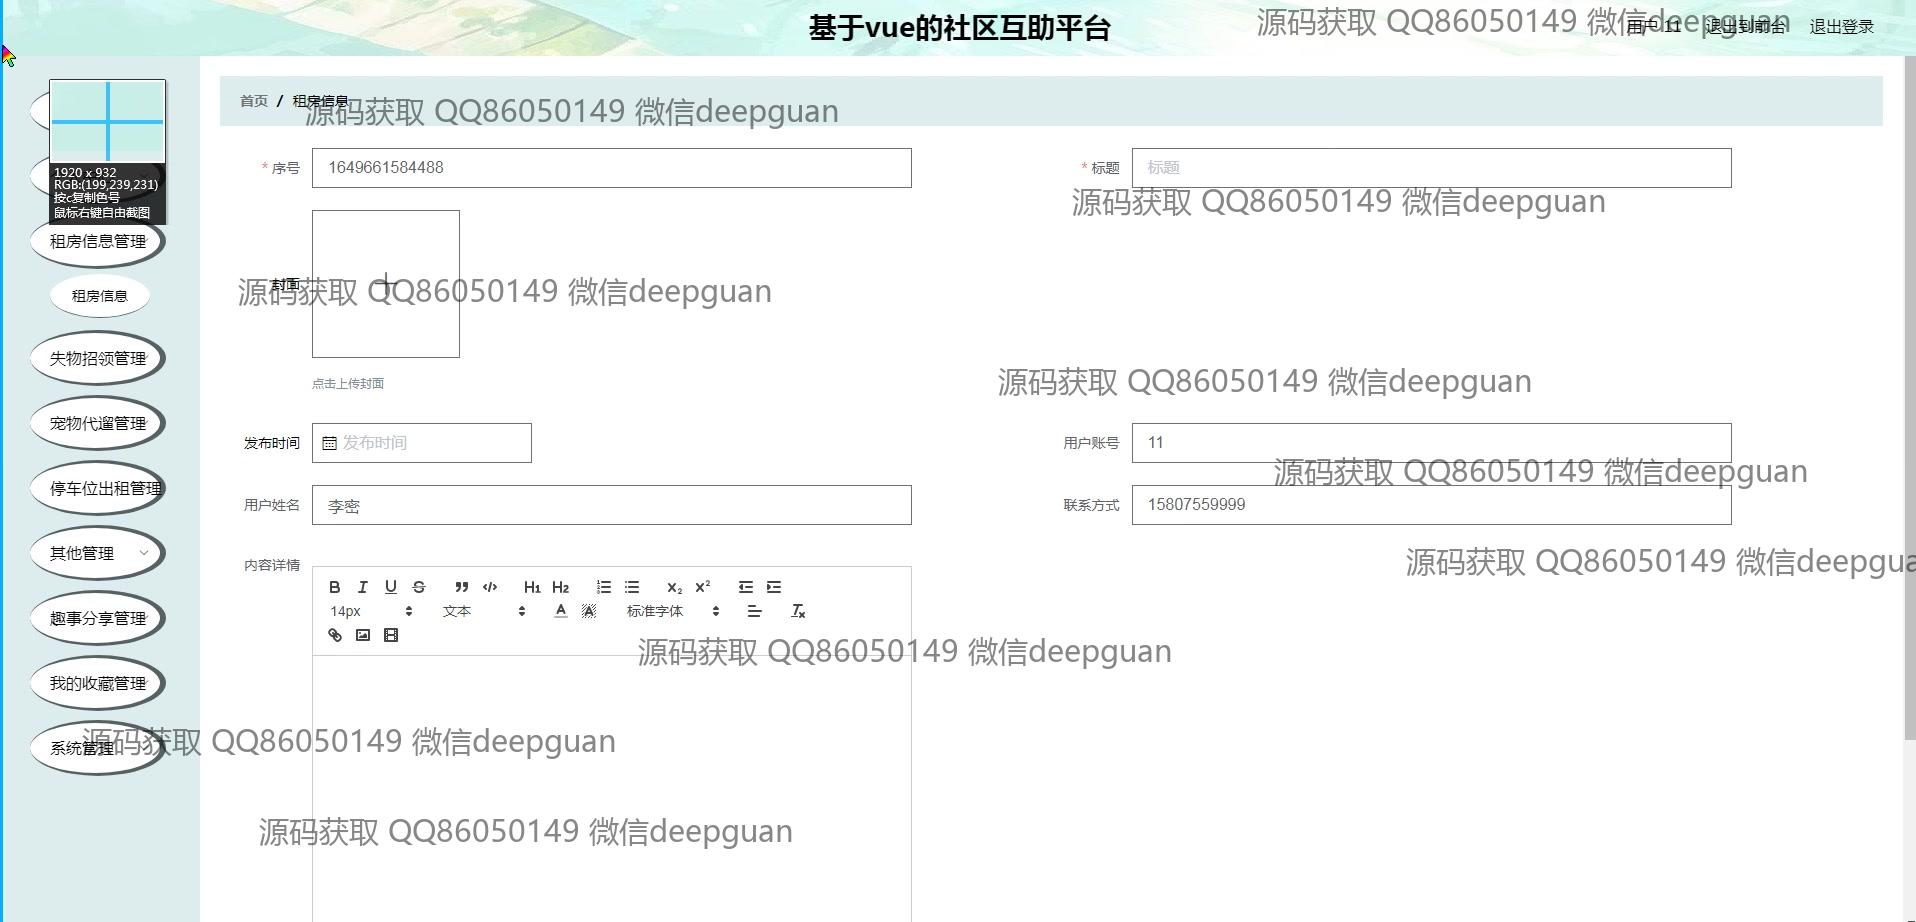 基于vue的社区互助平台
源码获取 QQ86050149 微信deepguan
用户 11 退出到前台 退出登录
首页 / 租房信息
源码获取 QQ86050149 微信deepguan
1920 x 932
RGB:(199,239,231)
按c复制色号
鼠标右键自由截图
* 序号 1649661584488
* 标题 标题
源码获取 QQ86050149 微信deepguan
租房信息管理
租房信息
封面
源码获取 QQ86050149 微信deepguan
失物招领管理
点击上传封面
源码获取 QQ86050149 微信deepguan
宠物代遛管理
发布时间 发布时间
用户账号 11
源码获取 QQ86050149 微信deepguan
停车位出租管理
用户姓名 李密
联系方式 15807559999
其他管理
内容详情
源码获取 QQ86050149 微信deepgua
B I U S H1 H2 X2 X2
14px 文本 A A 标准字体 Tx
趣事分享管理
源码获取 QQ86050149 微信deepguan
我的收藏管理
系统管理
源码获取 QQ86050149 微信deepguan
源码获取 QQ86050149 微信deepguan